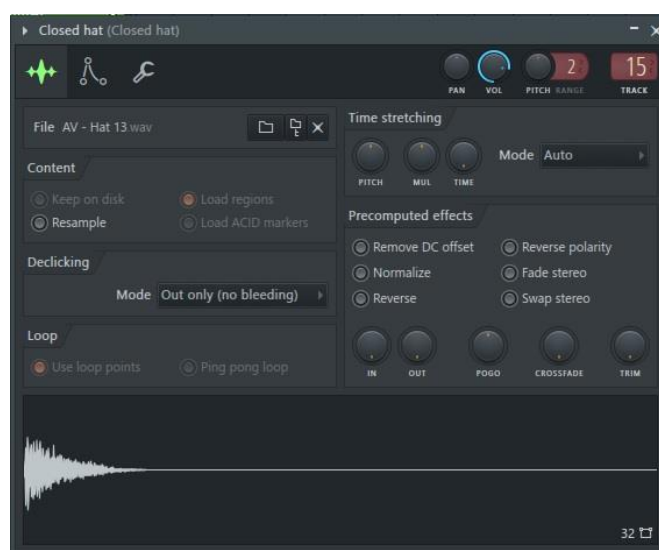 Closed hat (Closed hat)
2
15
PAN VOL PITCH RANGE TRACK
File AV - Hat 13.wav
Content
Keep on disk
Load regions
Resample
Load ACID markers
Declicking
Mode Out only (no bleeding)
Loop
Use loop points
Ping pong loop
Time stretching
PITCH MUL TIME
Mode Auto
Precomputed effects
Remove DC offset
Reverse polarity
Normalize
Fade stereo
Reverse
Swap stereo
IN OUT POGO CROSSFADE TRIM
32